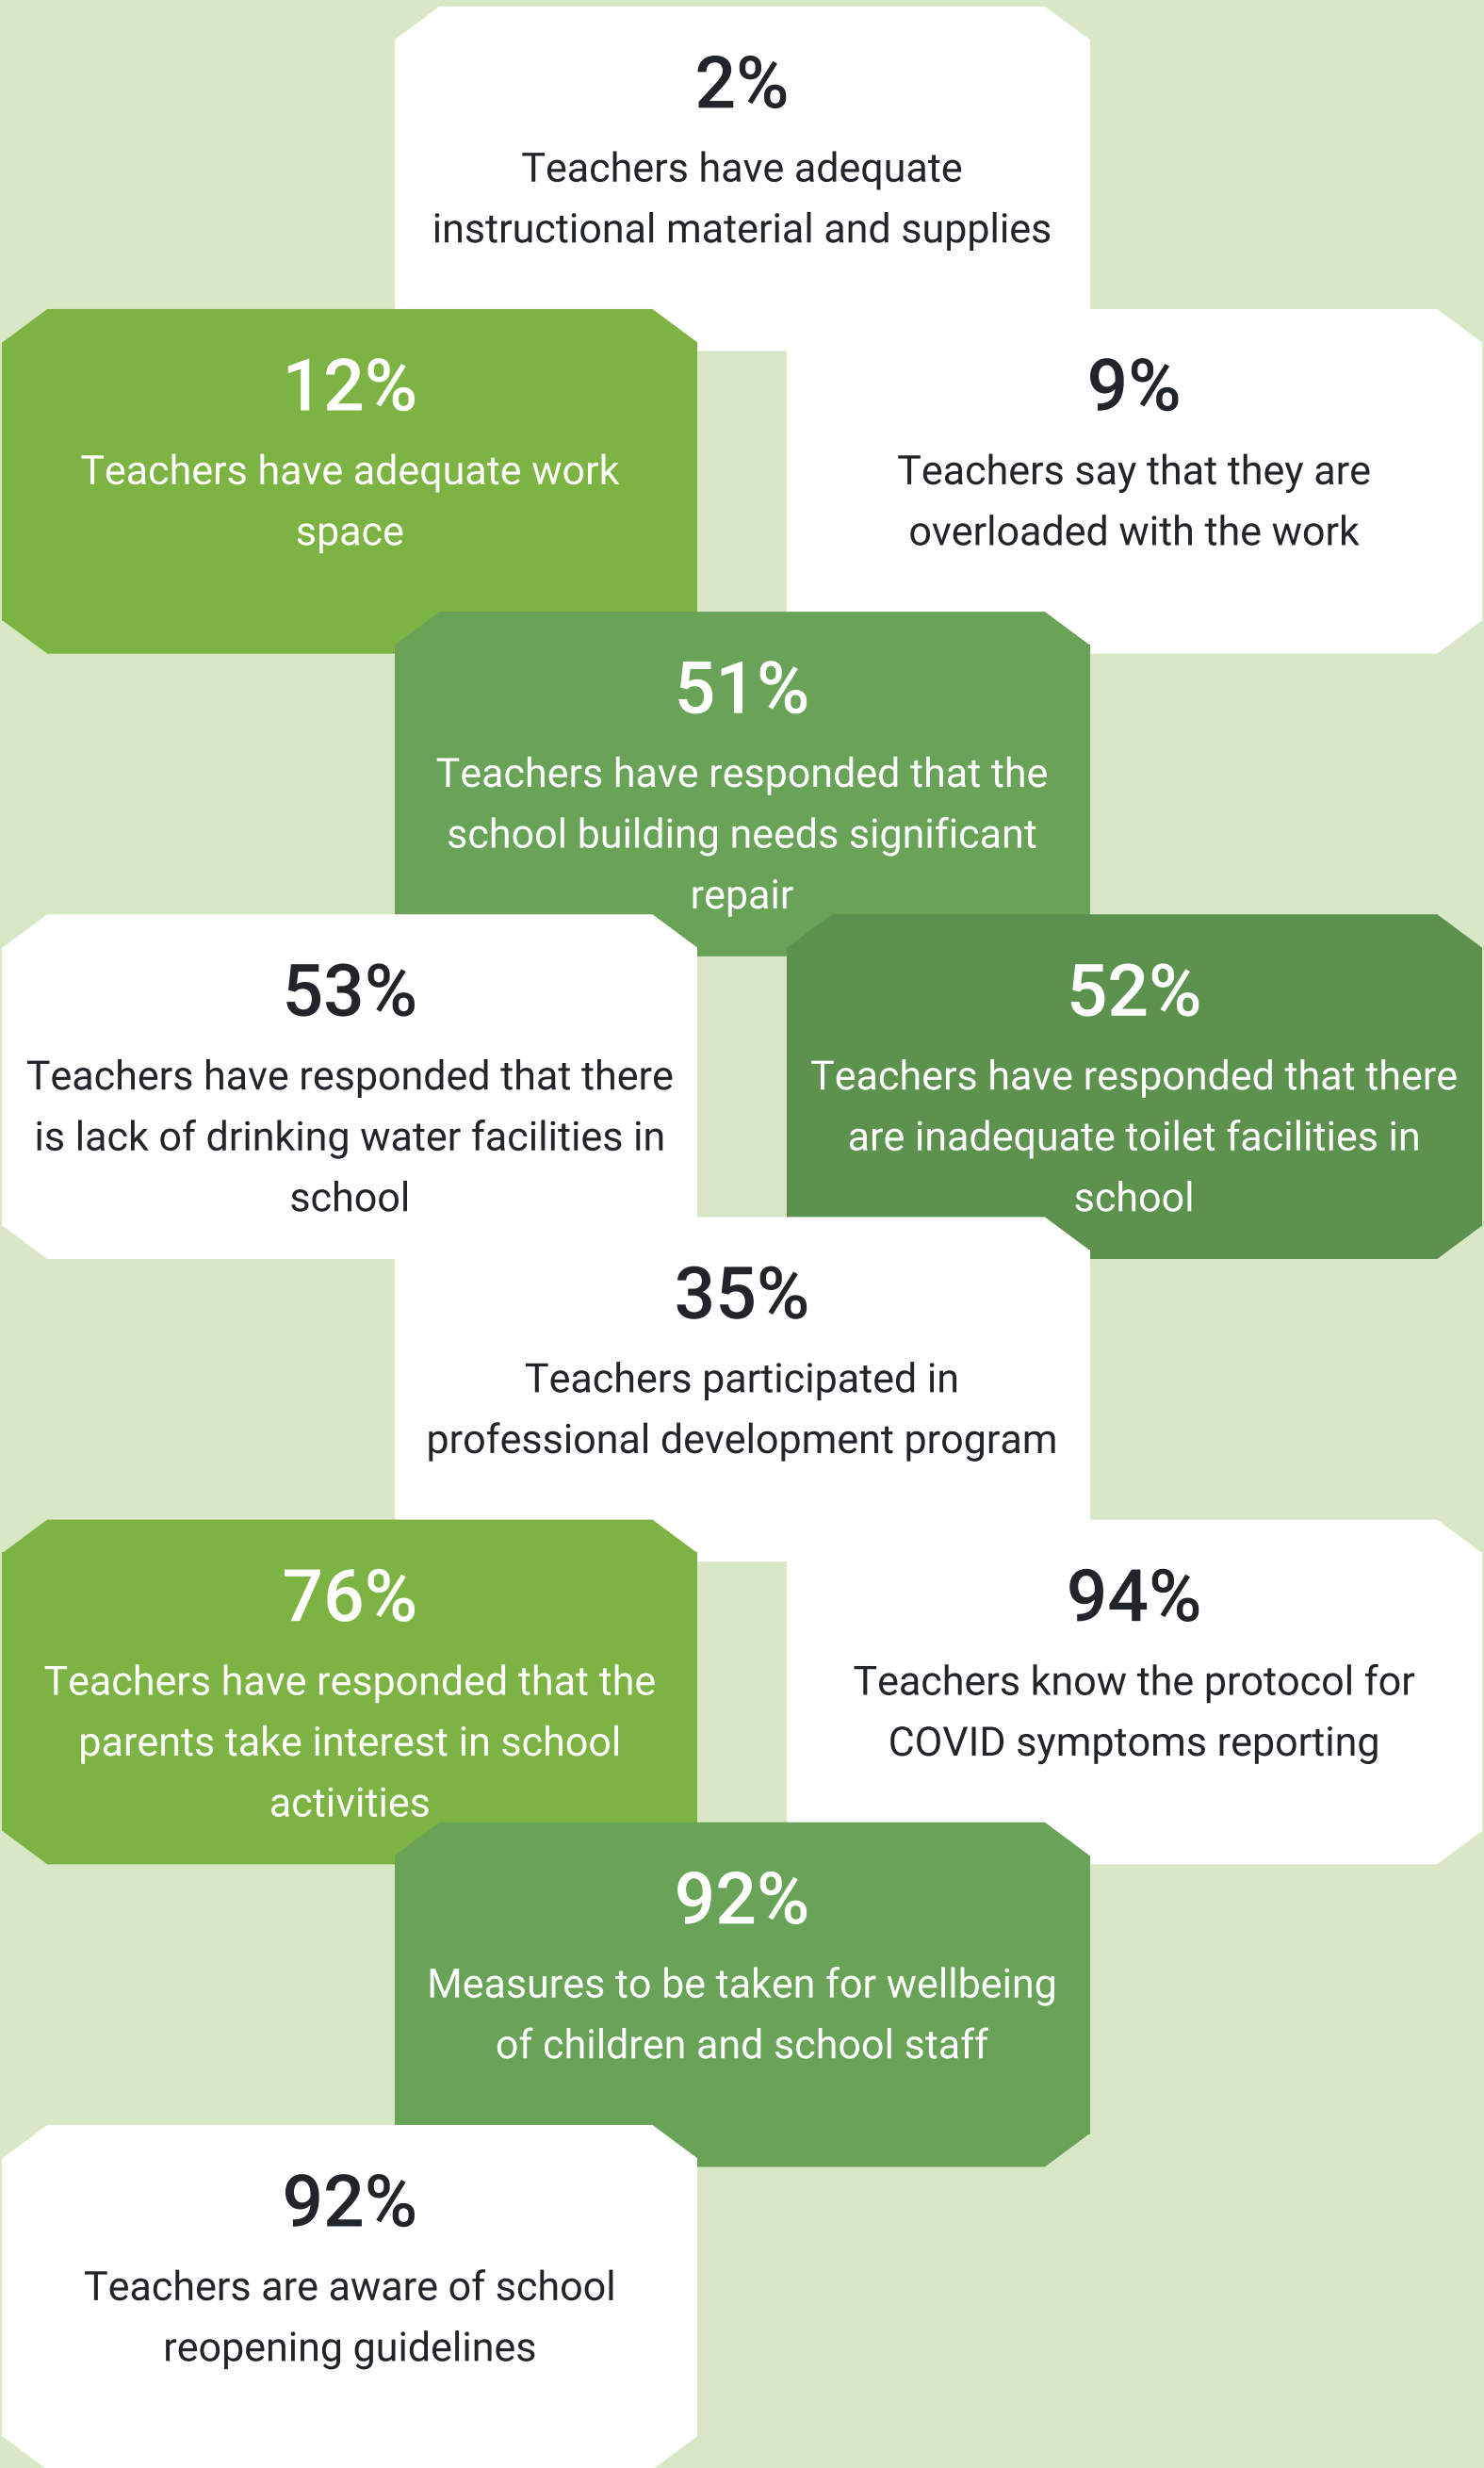 2%
Teachers have adequate
instructional material and supplies
12%
Teachers have adequate work
space
9%
Teachers say that they are
overloaded with the work
51%
Teachers have responded that the
school building needs significant
repair
53%
Teachers have responded that there
is lack of drinking water facilities in
school
52%
Teachers have responded that there
are inadequate toilet facilities in
school
35%
Teachers participated in
professional development program
76%
Teachers have responded that the
parents take interest in school
activities
94%
Teachers know the protocol for
COVID symptoms reporting
92%
Measures to be taken for wellbeing
of children and school staff
92%
Teachers are aware of school
reopening guidelines